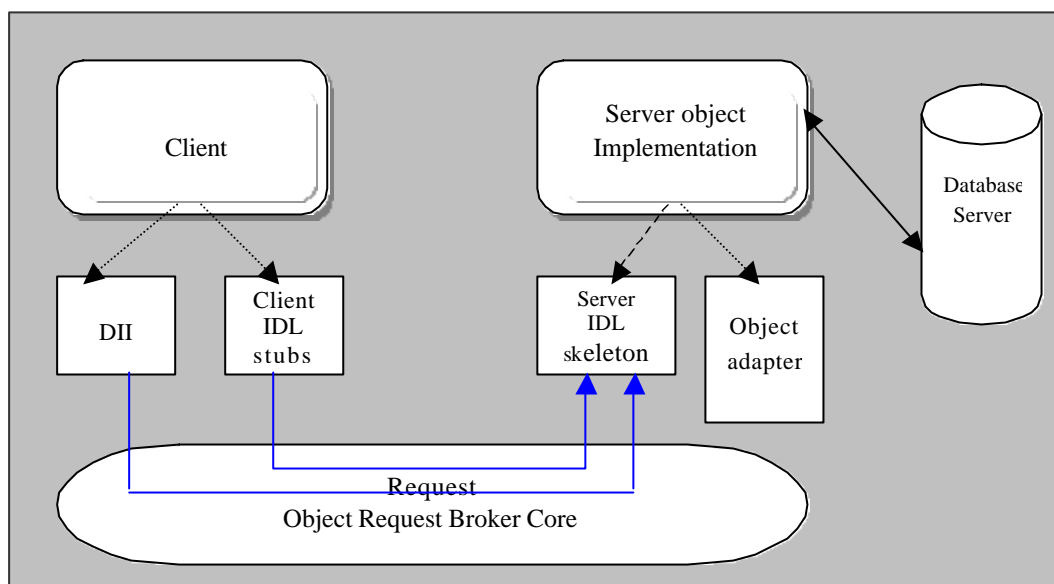 Client
Server object
Implementation
Database
Server
DII
Client
IDL
stubs
Server
IDL
skeleton
Object
adapter
Request
Object Request Broker Core